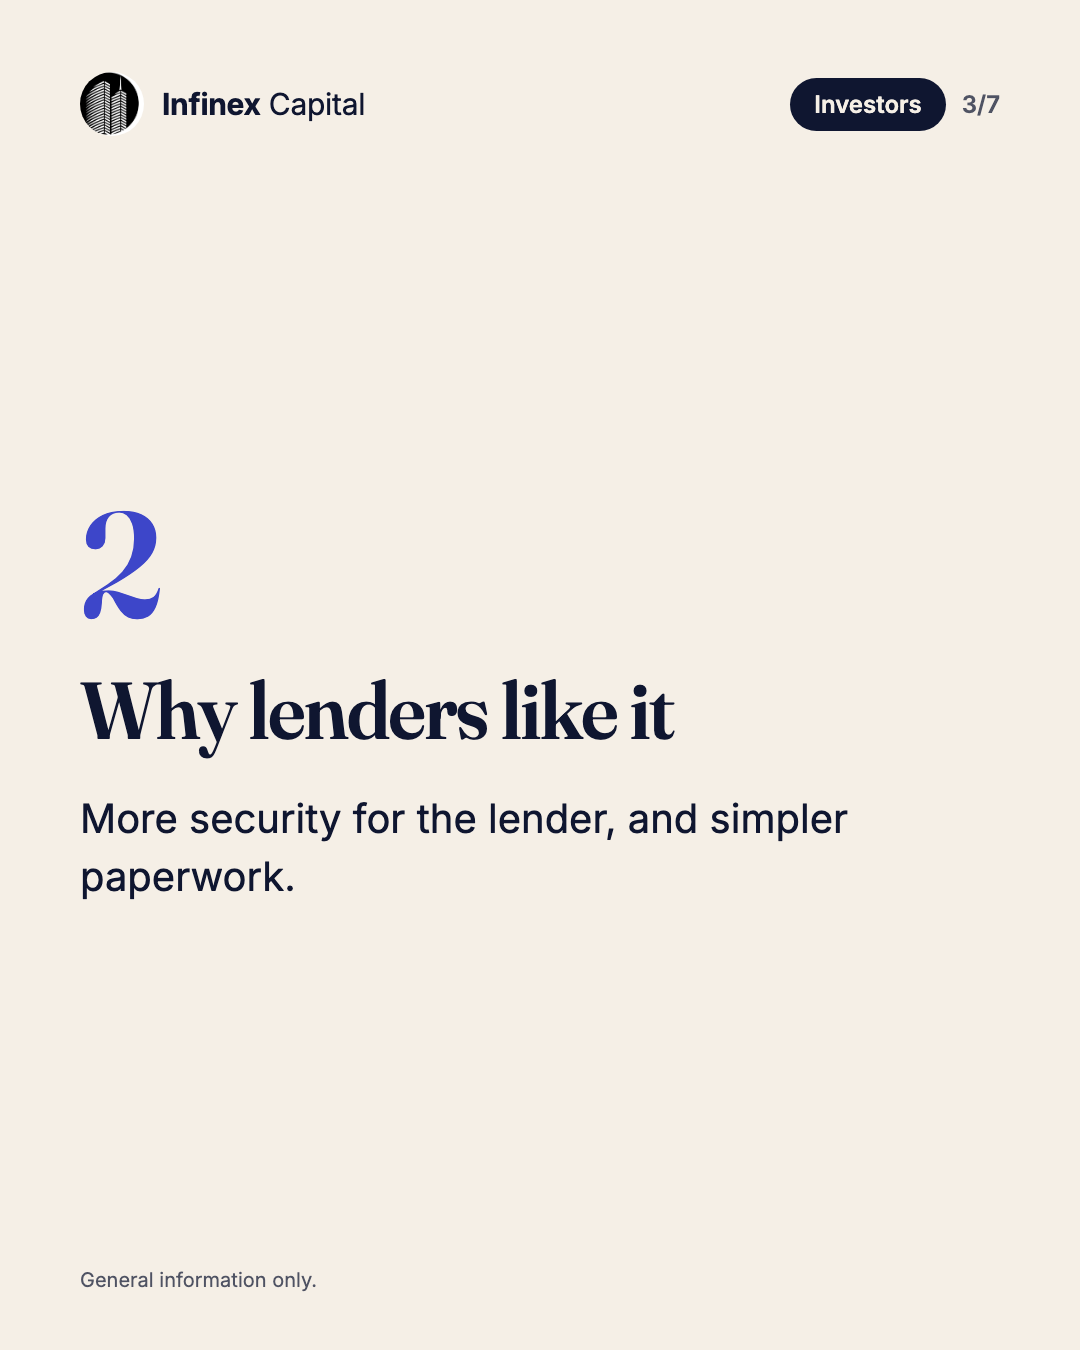 Infinex Capital
Investors 3/7
2
Why lenders like it
More security for the lender, and simpler
paperwork.
General information only.